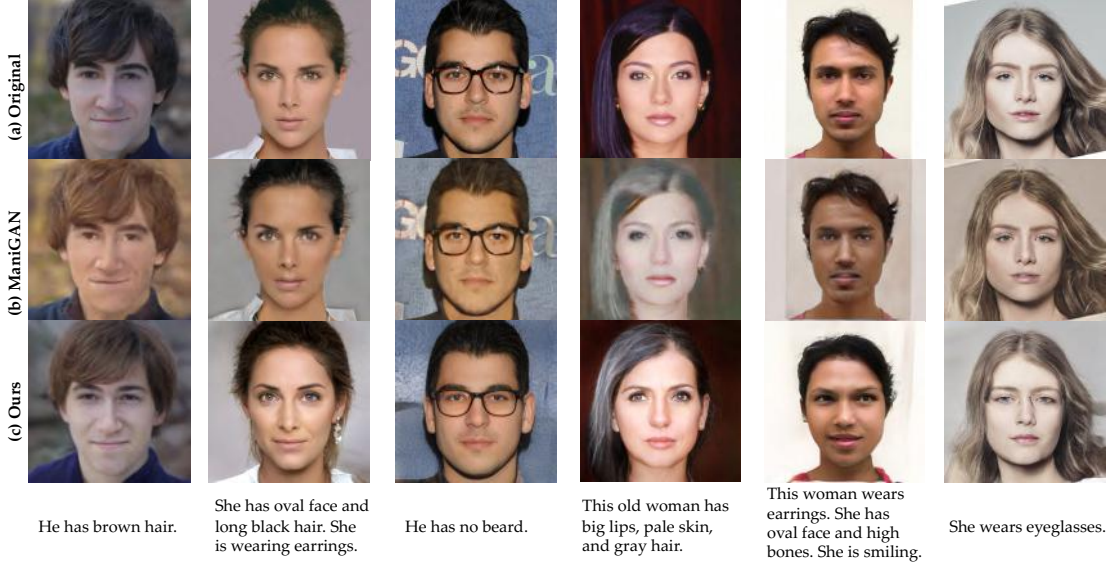 (a) Original
(b) ManiGAN
(c) Ours
He has brown hair.
She has oval face and
long black hair. She
is wearing earrings.
He has no beard.
This old woman has
big lips, pale skin,
and gray hair.
This woman wears
earrings. She has
oval face and high
bones. She is smiling.
She wears eyeglasses.